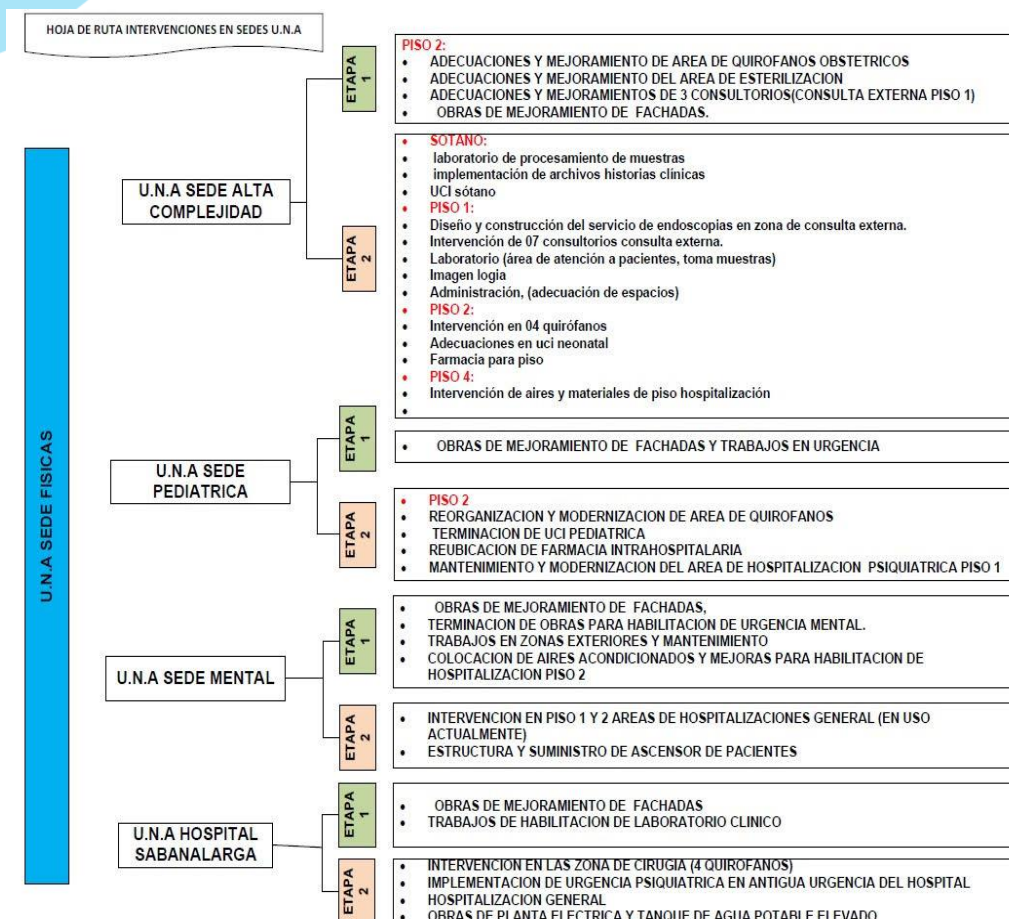 HOJA DE RUTA INTERVENCIONES EN SEDES U.N.A
U.N.A SEDE FISICAS
U.N.A SEDE ALTA
COMPLEJIDAD
ETAPA
1
PISO 2:
• ADECUACIONES Y MEJORAMIENTO DE AREA DE QUIROFANOS OBSTETRICOS
• ADECUACIONES Y MEJORAMIENTO DEL AREA DE ESTERILIZACION
• ADECUACIONES Y MEJORAMIENTOS DE 3 CONSULTORIOS(CONSULTA EXTERNA PISO 1)
• OBRAS DE MEJORAMIENTO DE FACHADAS.
ETAPA
2
• SOTANO:
• laboratorio de procesamiento de muestras
• implementación de archivos historias clínicas
• UCI sótano
• PISO 1:
• Diseño y construcción del servicio de endoscopias en zona de consulta externa.
• Intervención de 07 consultorios consulta externa.
• Laboratorio (área de atención a pacientes, toma muestras)
• Imagen logia
• Administración, (adecuación de espacios)
• PISO 2:
• Intervención en 04 quirófanos
• Adecuaciones en uci neonatal
• Farmacia para piso
• PISO 4:
• Intervención de aires y materiales de piso hospitalización
•
U.N.A SEDE
PEDIATRICA
ETAPA
1
• OBRAS DE MEJORAMIENTO DE FACHADAS Y TRABAJOS EN URGENCIA
ETAPA
2
• PISO 2
• REORGANIZACION Y MODERNIZACION DE AREA DE QUIROFANOS
• TERMINACION DE UCI PEDIATRICA
• REUBICACION DE FARMACIA INTRAHOSPITALARIA
• MANTENIMIENTO Y MODERNIZACION DEL AREA DE HOSPITALIZACION PSIQUIATRICA PISO 1
U.N.A SEDE MENTAL
ETAPA
1
• OBRAS DE MEJORAMIENTO DE FACHADAS,
• TERMINACION DE OBRAS PARA HABILITACION DE URGENCIA MENTAL.
• TRABAJOS EN ZONAS EXTERIORES Y MANTENIMIENTO
• COLOCACION DE AIRES ACONDICIONADOS Y MEJORAS PARA HABILITACION DE
HOSPITALIZACION PISO 2
ETAPA
2
• INTERVENCION EN PISO 1 Y 2 AREAS DE HOSPITALIZACIONES GENERAL (EN USO
ACTUALMENTE)
• ESTRUCTURA Y SUMINISTRO DE ASCENSOR DE PACIENTES
U.N.A HOSPITAL
SABANALARGA
ETAPA
1
• OBRAS DE MEJORAMIENTO DE FACHADAS
• TRABAJOS DE HABILITACION DE LABORATORIO CLINICO
ETAPA
2
• INTERVENCION EN LAS ZONA DE CIRUGIA (4 QUIROFANOS)
• IMPLEMENTACION DE URGENCIA PSIQUIATRICA EN ANTIGUA URGENCIA DEL HOSPITAL
• HOSPITALIZACION GENERAL
• OBRAS DE PLANTA ELECTRICA Y TANQUE DE AGUA POTABLE ELEVADO